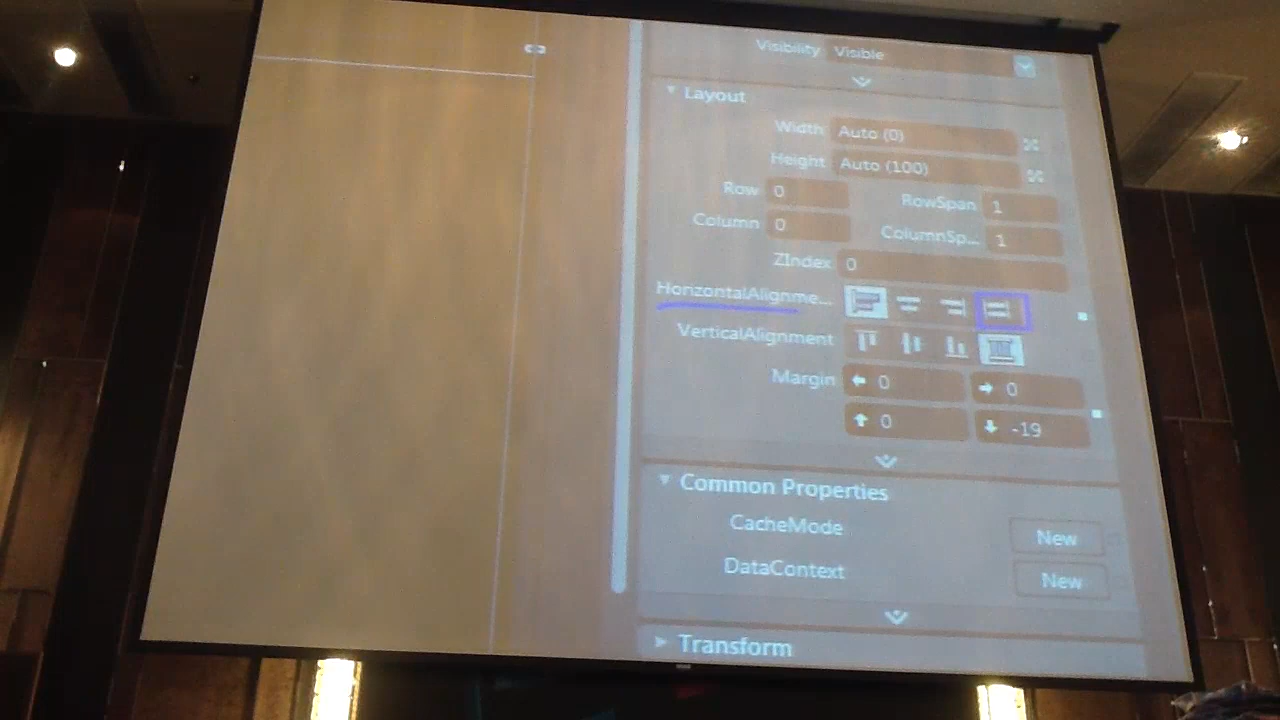 Visibility Visible
Layout
Width Auto (0)
Height Auto (100)
Row 0 RowSpan 1
Column 0 ColumnSp... 1
ZIndex 0
HorizontalAlignme...
VerticalAlignment
Margin 0 0
0 -19
Common Properties
CacheMode New
DataContext New
Transform